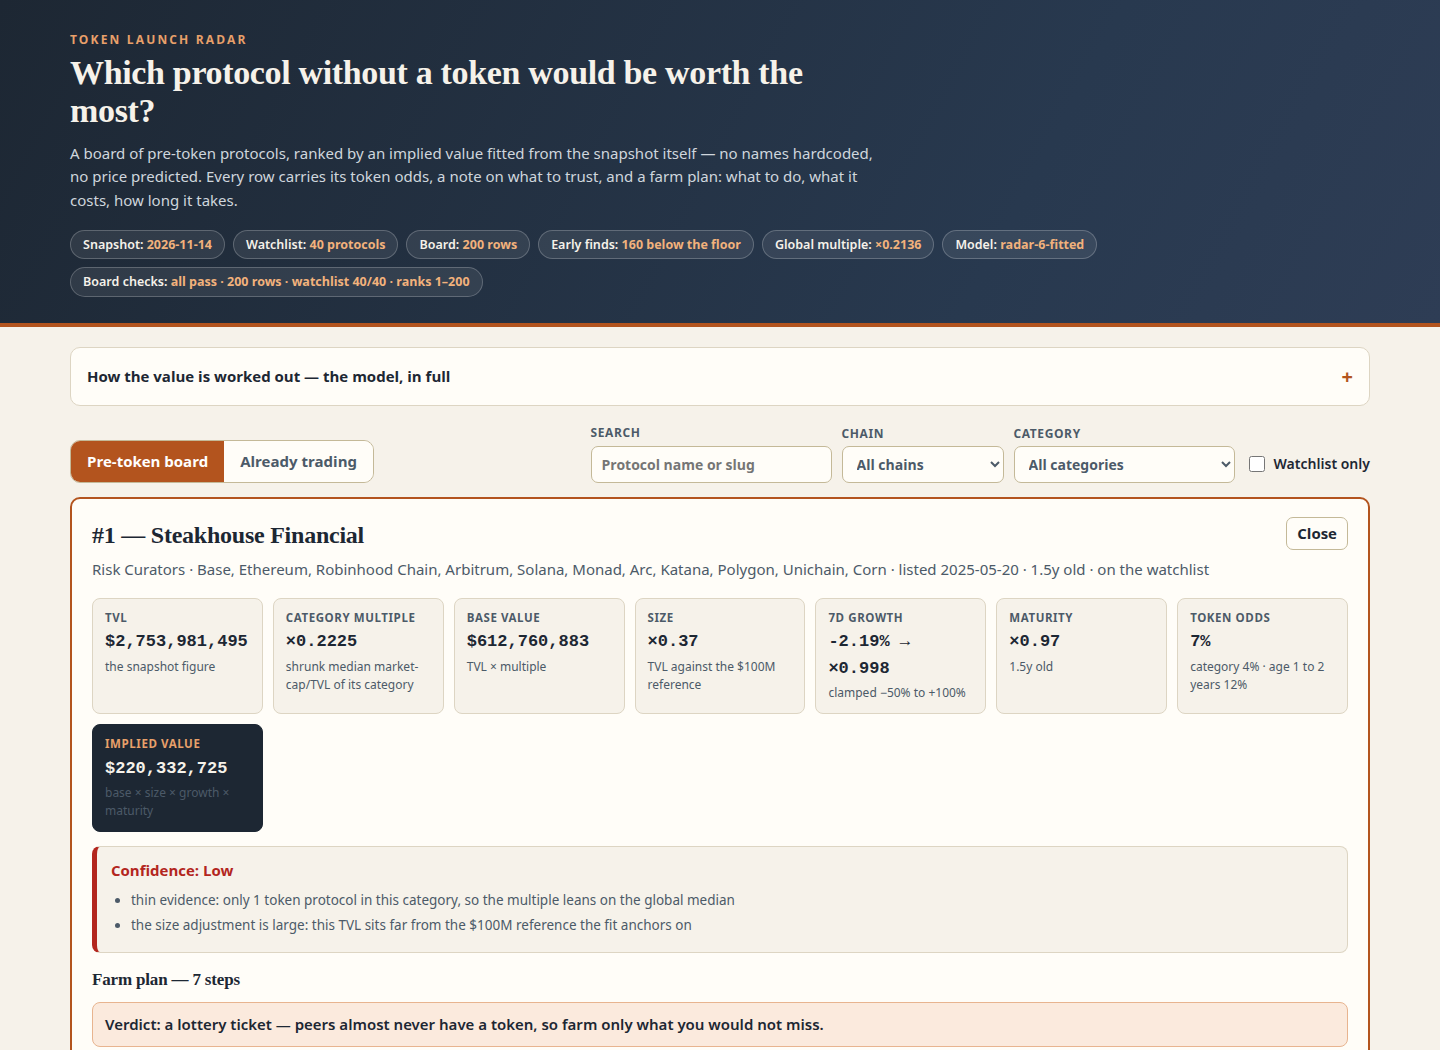 TOKEN LAUNCH RADAR
Which protocol without a token would be worth the
most?
A board of pre-token protocols, ranked by an implied value fitted from the snapshot itself — no names hardcoded,
no price predicted. Every row carries its token odds, a note on what to trust, and a farm plan: what to do, what it
costs, how long it takes.
Snapshot: 2026-11-14
Watchlist: 40 protocols
Board: 200 rows
Early finds: 160 below the floor
Global multiple: ×0.2136
Model: radar-6-fitted
Board checks: all pass · 200 rows · watchlist 40/40 · ranks 1–200
How the value is worked out — the model, in full
+
Pre-token board
Already trading
SEARCH
Protocol name or slug
CHAIN
All chains
CATEGORY
All categories
Watchlist only
#1 — Steakhouse Financial
Close
Risk Curators · Base, Ethereum, Robinhood Chain, Arbitrum, Solana, Monad, Arc, Katana, Polygon, Unichain, Corn · listed 2025-05-20 · 1.5y old · on the watchlist
TVL
$2,753,981,495
the snapshot figure
CATEGORY MULTIPLE
×0.2225
shrunk median market-
cap/TVL of its category
BASE VALUE
$612,760,883
TVL × multiple
SIZE
×0.37
TVL against the $100M
reference
7D GROWTH
-2.19% →
×0.998
clamped −50% to +100%
MATURITY
×0.97
1.5y old
TOKEN ODDS
7%
category 4% · age 1 to 2
years 12%
IMPLIED VALUE
$220,332,725
base × size × growth ×
maturity
Confidence: Low
• thin evidence: only 1 token protocol in this category, so the multiple leans on the global median
• the size adjustment is large: this TVL sits far from the $100M reference the fit anchors on
Farm plan — 7 steps
Verdict: a lottery ticket — peers almost never have a token, so farm only what you would not miss.